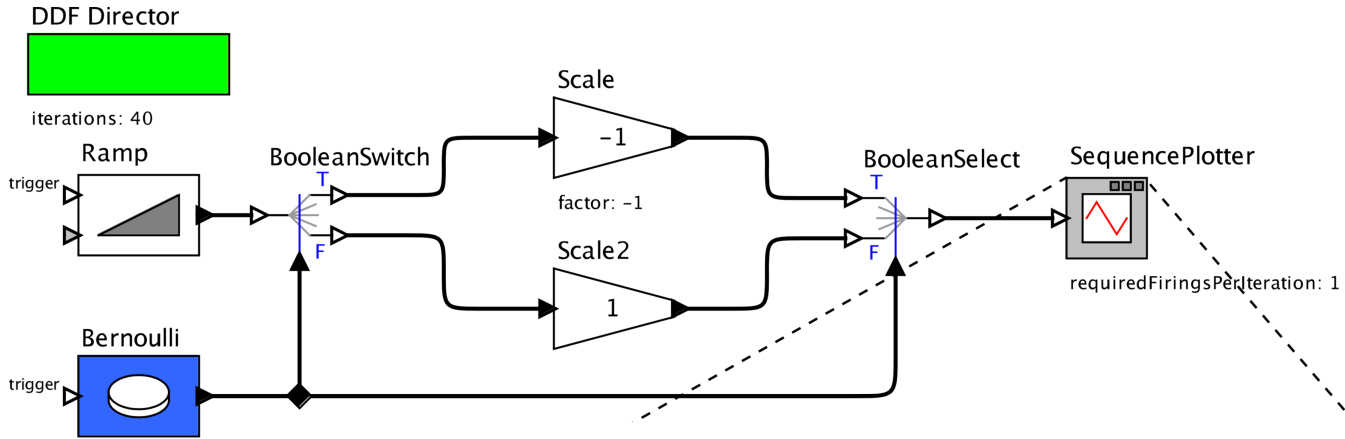 DDF Director
iterations: 40
Ramp
trigger
BooleanSwitch
T
F
Scale
-1
factor: -1
Scale2
1
BooleanSelect
T
F
SequencePlotter
requiredFiringsPerIteration: 1
Bernoulli
trigger